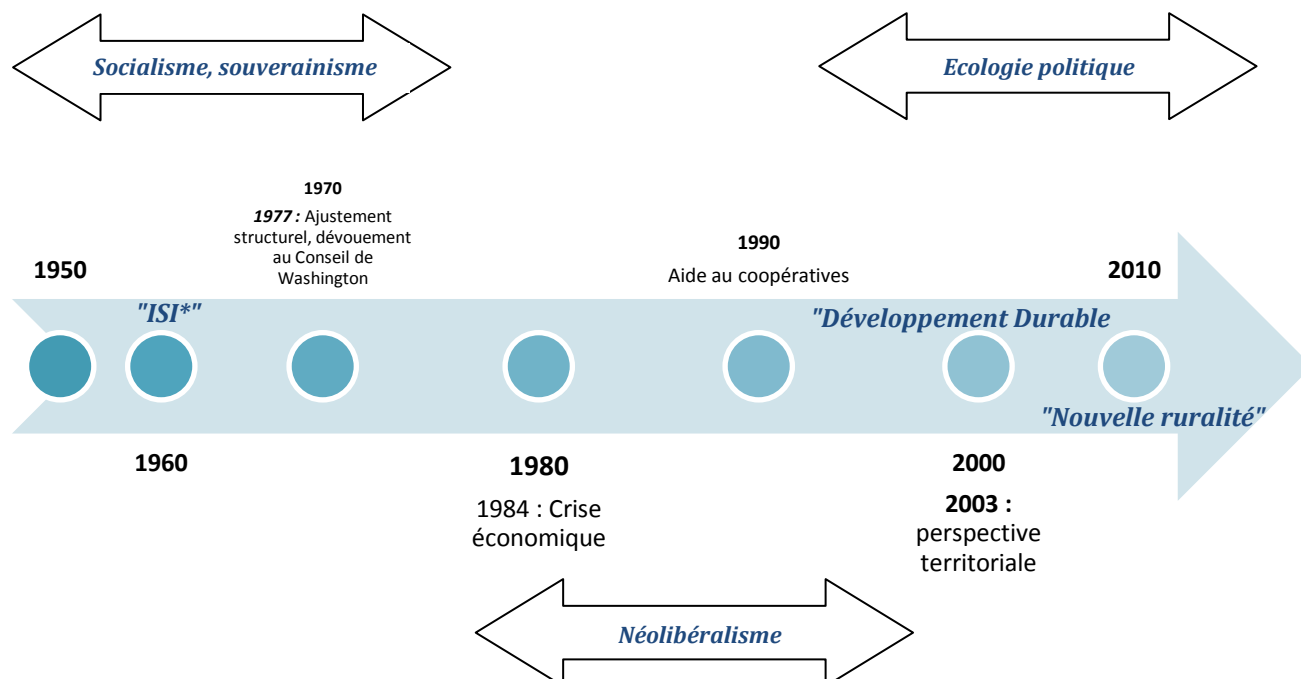 Socialisme, souverainisme
Ecologie politique
1970
1977 : Ajustement
structurel, dévouement
au Conseil de
Washington
1990
Aide au coopératives
1950
2010
"ISI*"
"Développement Durable
"Nouvelle ruralité"
1960
1980
1984 : Crise
économique
2000
2003 :
perspective
territoriale
Néolibéralisme